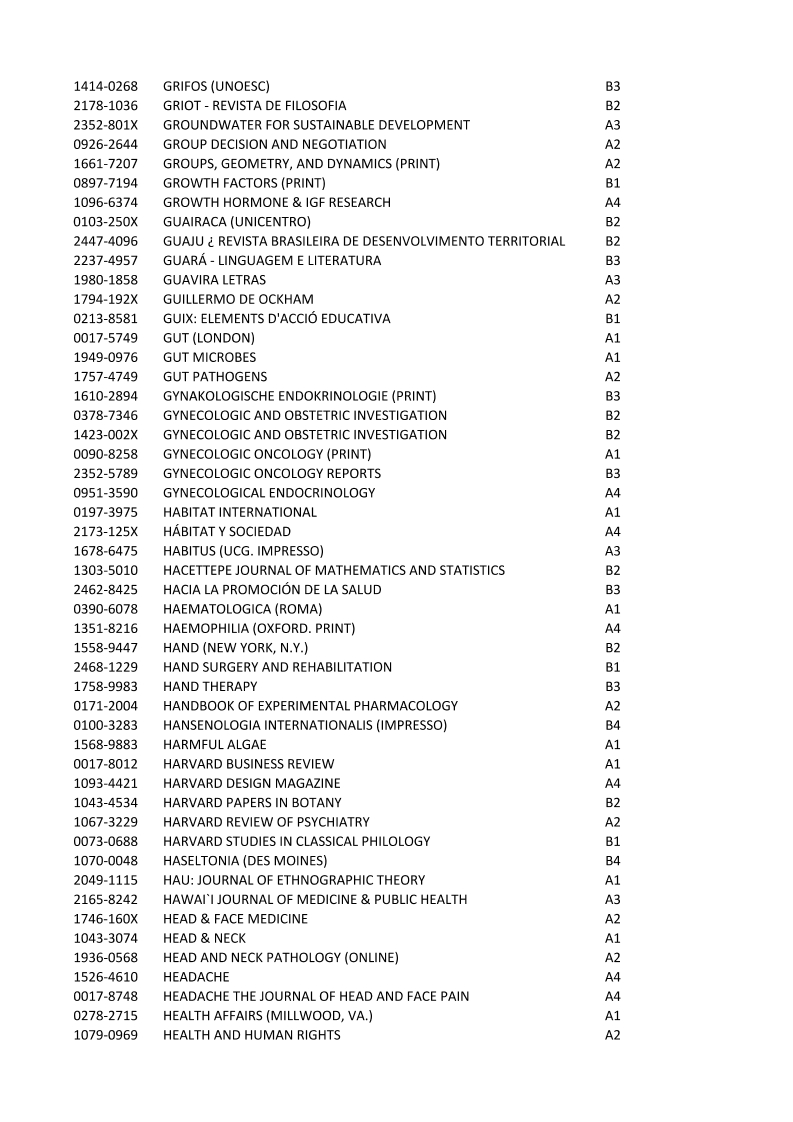 1414-0268 GRIFOS (UNOESC) B3
2178-1036 GRIOT - REVISTA DE FILOSOFIA B2
2352-801X GROUNDWATER FOR SUSTAINABLE DEVELOPMENT A3
0926-2644 GROUP DECISION AND NEGOTIATION A2
1661-7207 GROUPS, GEOMETRY, AND DYNAMICS (PRINT) A2
0897-7194 GROWTH FACTORS (PRINT) B1
1096-6374 GROWTH HORMONE & IGF RESEARCH A4
0103-250X GUAIRACA (UNICENTRO) B2
2447-4096 GUAJU ¿ REVISTA BRASILEIRA DE DESENVOLVIMENTO TERRITORIAL B2
2237-4957 GUARÁ - LINGUAGEM E LITERATURA B3
1980-1858 GUAVIRA LETRAS A3
1794-192X GUILLERMO DE OCKHAM A2
0213-8581 GUIX: ELEMENTS D'ACCIÓ EDUCATIVA B1
0017-5749 GUT (LONDON) A1
1949-0976 GUT MICROBES A1
1757-4749 GUT PATHOGENS A2
1610-2894 GYNAKOLOGISCHE ENDOKRINOLOGIE (PRINT) B3
0378-7346 GYNECOLOGIC AND OBSTETRIC INVESTIGATION B2
1423-002X GYNECOLOGIC AND OBSTETRIC INVESTIGATION B2
0090-8258 GYNECOLOGIC ONCOLOGY (PRINT) A1
2352-5789 GYNECOLOGIC ONCOLOGY REPORTS B3
0951-3590 GYNECOLOGICAL ENDOCRINOLOGY A4
0197-3975 HABITAT INTERNATIONAL A1
2173-125X HÁBITAT Y SOCIEDAD A4
1678-6475 HABITUS (UCG. IMPRESSO) A3
1303-5010 HACETTEPE JOURNAL OF MATHEMATICS AND STATISTICS B2
2462-8425 HACIA LA PROMOCIÓN DE LA SALUD B3
0390-6078 HAEMATOLOGICA (ROMA) A1
1351-8216 HAEMOPHILIA (OXFORD. PRINT) A4
1558-9447 HAND (NEW YORK, N.Y.) B2
2468-1229 HAND SURGERY AND REHABILITATION B1
1758-9983 HAND THERAPY B3
0171-2004 HANDBOOK OF EXPERIMENTAL PHARMACOLOGY A2
0100-3283 HANSENOLOGIA INTERNATIONALIS (IMPRESSO) B4
1568-9883 HARMFUL ALGAE A1
0017-8012 HARVARD BUSINESS REVIEW A1
1093-4421 HARVARD DESIGN MAGAZINE A4
1043-4534 HARVARD PAPERS IN BOTANY B2
1067-3229 HARVARD REVIEW OF PSYCHIATRY A2
0073-0688 HARVARD STUDIES IN CLASSICAL PHILOLOGY B1
1070-0048 HASELTONIA (DES MOINES) B4
2049-1115 HAU: JOURNAL OF ETHNOGRAPHIC THEORY A1
2165-8242 HAWAI`I JOURNAL OF MEDICINE & PUBLIC HEALTH A3
1746-160X HEAD & FACE MEDICINE A2
1043-3074 HEAD & NECK A1
1936-0568 HEAD AND NECK PATHOLOGY (ONLINE) A2
1526-4610 HEADACHE A4
0017-8748 HEADACHE THE JOURNAL OF HEAD AND FACE PAIN A4
0278-2715 HEALTH AFFAIRS (MILLWOOD, VA.) A1
1079-0969 HEALTH AND HUMAN RIGHTS A2